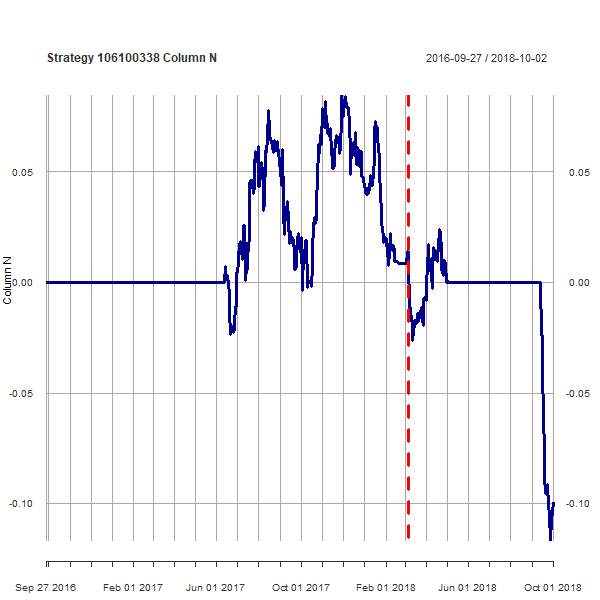 Strategy 106100338 Column N
2016-09-27 / 2018-10-02
0.05 0.05
Column N
0.00 0.00
-0.05 -0.05
-0.10 -0.10
Sep 27 2016 Feb 01 2017 Jun 01 2017 Oct 01 2017 Feb 01 2018 Jun 01 2018 Oct 01 2018